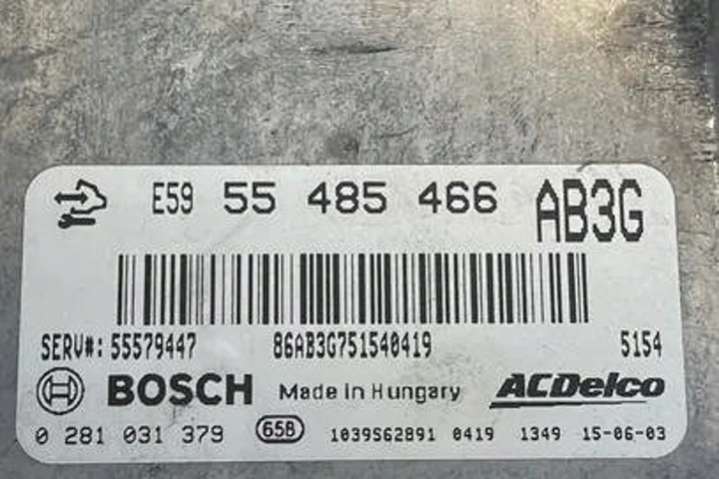 E59 55 485 466 AB3G
SERV#: 55579447 86AB3G751540419 5154
BOSCH Made in Hungary ACDelco
0 281 031 379 658 1039S62891 0419 1349 15-06-03